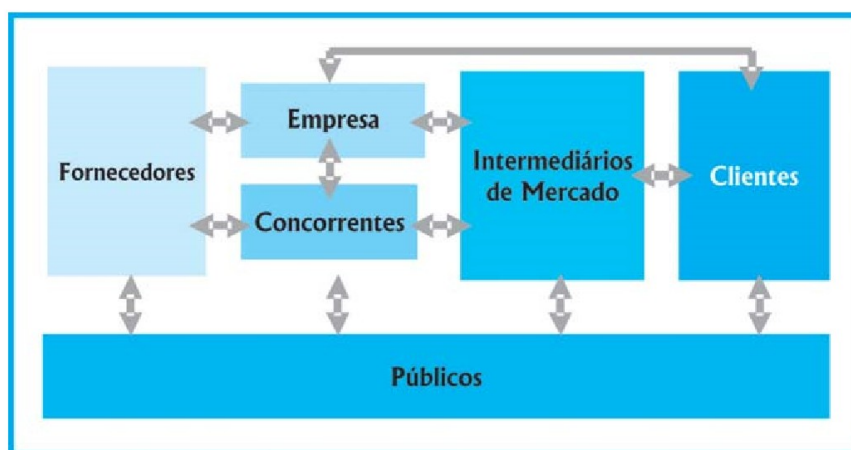 Fornecedores
Empresa
Concorrentes
Intermediários
de Mercado
Clientes
Públicos